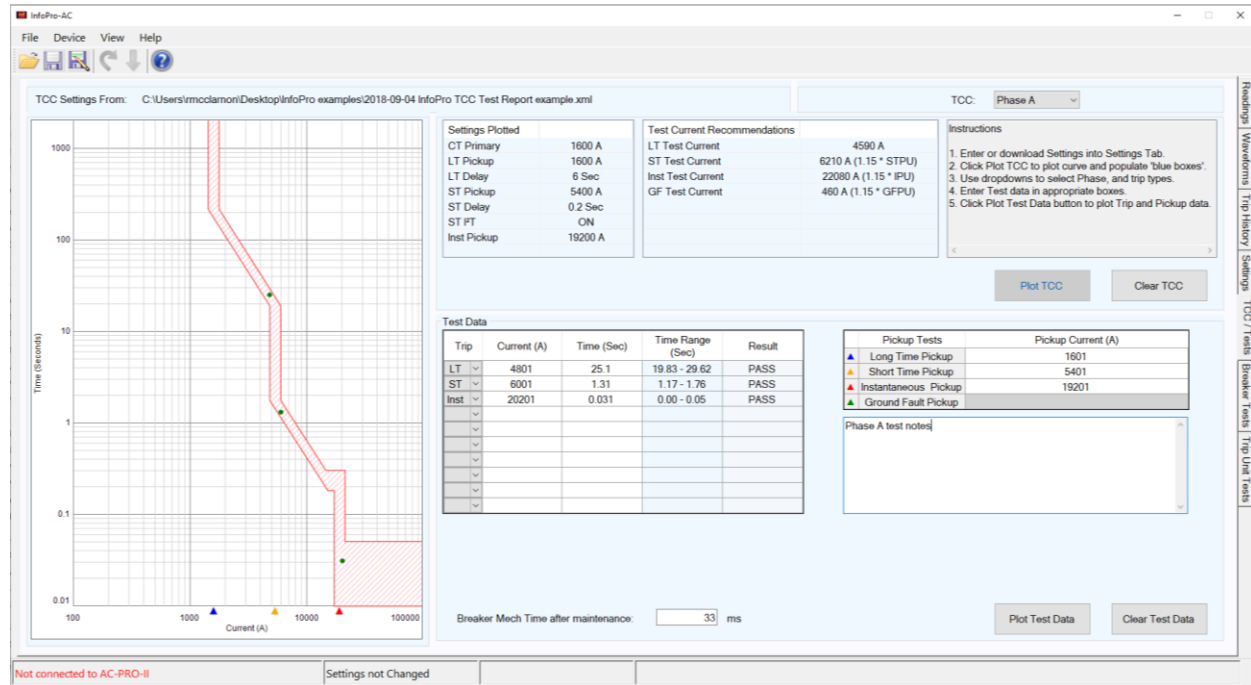 InfoPro-AC
File Device View Help
TCC Settings From: C:\Users\rmcclarnon\Desktop\InfoPro examples\2018-09-04 InfoPro TCC Test Report example.xml
TCC: Phase A
Settings Plotted
CT Primary 1600 A
LT Pickup 1600 A
LT Delay 6 Sec
ST Pickup 5400 A
ST Delay 0.2 Sec
ST I²T ON
Inst Pickup 19200 A
Test Current Recommendations
LT Test Current 4590 A
ST Test Current 6210 A (1.15 * STPU)
Inst Test Current 22080 A (1.15 * IPU)
GF Test Current 460 A (1.15 * GFPU)
Instructions
1. Enter or download Settings into Settings Tab.
2. Click Plot TCC to plot curve and populate 'blue boxes'.
3. Use dropdowns to select Phase, and trip types.
4. Enter Test data in appropriate boxes.
5. Click Plot Test Data button to plot Trip and Pickup data.
Plot TCC Clear TCC
Time (Seconds)
1000
100
10
1
0.1
0.01
100 1000 10000 100000
Current (A)
Test Data
Trip Current (A) Time (Sec) Time Range (Sec) Result
LT 4801 25.1 19.83 - 29.62 PASS
ST 6001 1.31 1.17 - 1.76 PASS
Inst 20201 0.031 0.00 - 0.05 PASS
Pickup Tests Pickup Current (A)
Long Time Pickup 1601
Short Time Pickup 5401
Instantaneous Pickup 19201
Ground Fault Pickup
Phase A test notes
Breaker Mech Time after maintenance: 33 ms
Plot Test Data Clear Test Data
Readings
Waveforms
Trip History
Settings
TCC / Tests
Breaker Tests
Trip Unit Tests
Not connected to AC-PRO-II
Settings not Changed